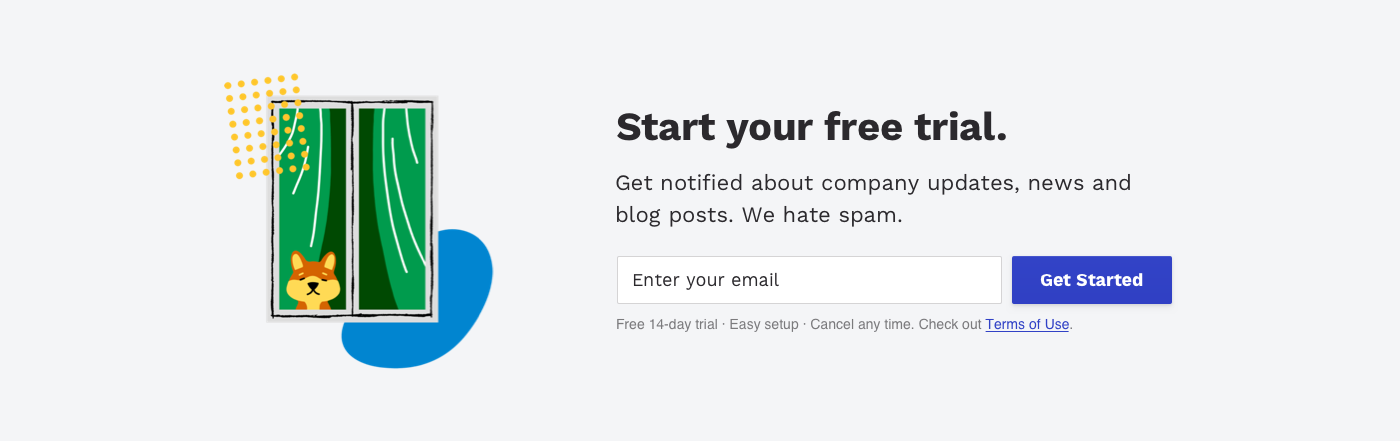 Start your free trial.
Get notified about company updates, news and
blog posts. We hate spam.
Enter your email
Get Started
Free 14-day trial · Easy setup · Cancel any time. Check out Terms of Use.